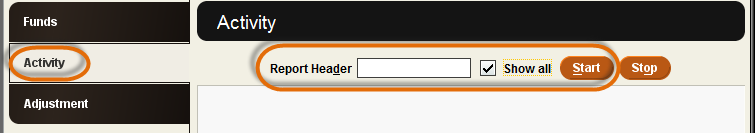 Funds
Activity
Adjustment
Activity
Report Header Show all Start Stop